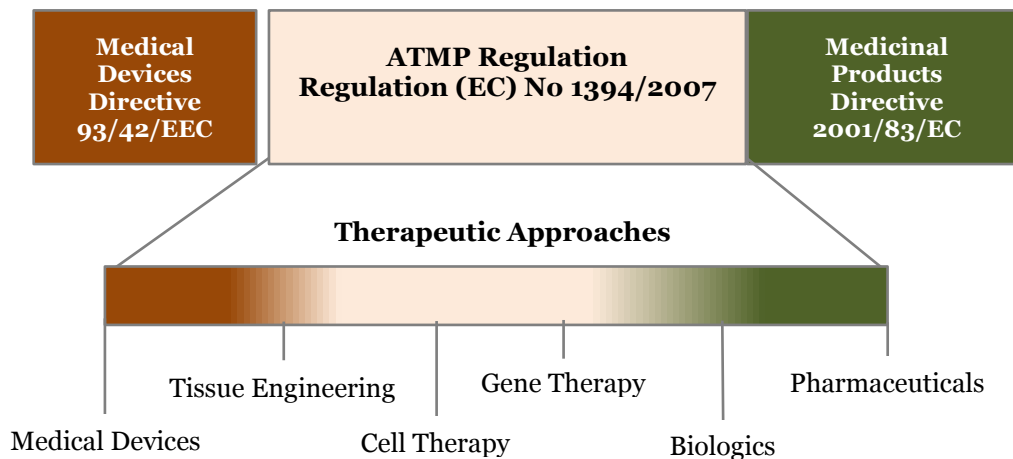 Medical
Devices
Directive
93/42/EEC
ATMP Regulation
Regulation (EC) No 1394/2007
Medicinal
Products
Directive
2001/83/EC
Therapeutic Approaches
Tissue Engineering
Gene Therapy
Pharmaceuticals
Medical Devices
Cell Therapy
Biologics